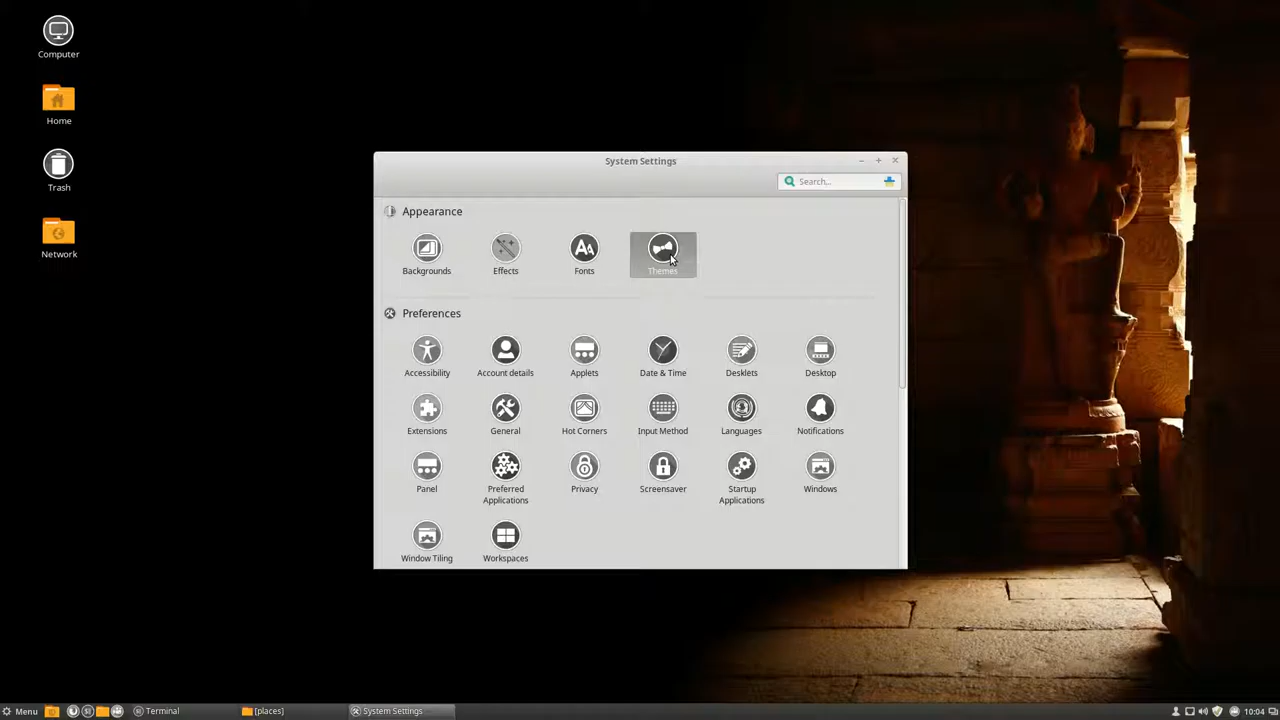 Computer
Home
Trash
Network
System Settings
Search...
Appearance
Backgrounds
Effects
Fonts
Themes
Preferences
Accessibility
Account details
Applets
Date & Time
Desklets
Desktop
Extensions
General
Hot Corners
Input Method
Languages
Notifications
Panel
Preferred
Applications
Privacy
Screensaver
Startup
Applications
Windows
Window Tiling
Workspaces
Menu
Terminal
[places]
System Settings
10:04